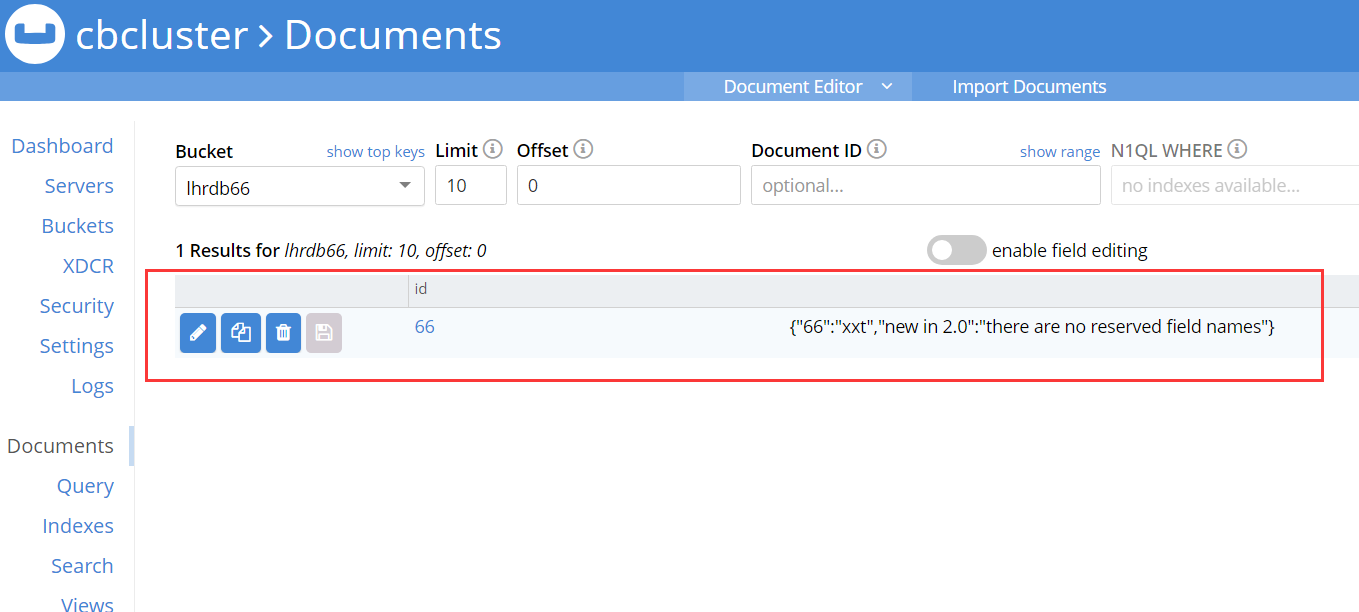 cbcluster > Documents
Document Editor
Import Documents
Dashboard
Servers
Buckets
XDCR
Security
Settings
Logs
Documents
Query
Indexes
Search
Views
Bucket show top keys Limit Offset Document ID show range N1QL WHERE
lhrdb66 10 0 optional... no indexes available...
1 Results for lhrdb66, limit: 10, offset: 0 enable field editing
id
66 {"66":"xxt","new in 2.0":"there are no reserved field names"}